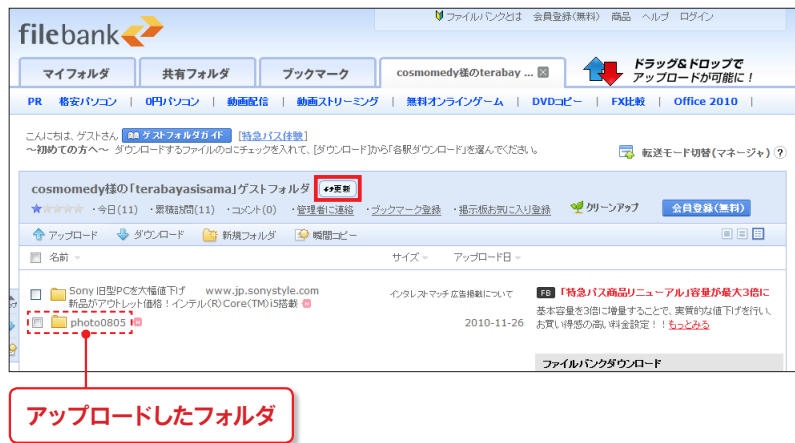 ファイルバンクとは 会員登録(無料) 商品 ヘルプ ログイン
filebank
マイフォルダ 共有フォルダ ブックマーク cosmomedy様のterabay ... ドラッグ&ドロップで
アップロードが可能に!
PR 格安パソコン | 0円パソコン | 動画配信 | 動画ストリーミング | 無料オンラインゲーム | DVDコピー | FX比較 | Office 2010 |
こんにちは、ゲストさん ゲストフォルダガイド [特急パス体験]
～初めての方へ～ ダウンロードするファイルの□にチェックを入れて、[ダウンロード]から「各駅ダウンロード」を選んでください。
転送モード切替(マネージャ) ?
cosmomedy様の「terabayasisama」ゲストフォルダ 更新
★☆☆☆☆ ・今日(11) ・累積訪問(11) ・コメント(0) ・管理者に連絡 ・ブックマーク登録 ・掲示板お気に入り登録 クリーンアップ 会員登録(無料)
アップロード ダウンロード 新規フォルダ 瞬間コピー
名前 サイズ アップロード日
Sony 旧型PCを大幅値下げ www.jp.sonystyle.com
新品がアウトレット価格!インテル(R)Core(TM)i5搭載
インタレストマッチ 広告掲載について
photo0805 2010-11-26
FB 「特急パス商品リニューアル」容量が最大3倍に
基本容量を3倍に増量することで、実質的な値下げを行い、
お買い得感の高い料金設定!!もっとみる
ファイルバンクダウンロード
アップロードしたフォルダ